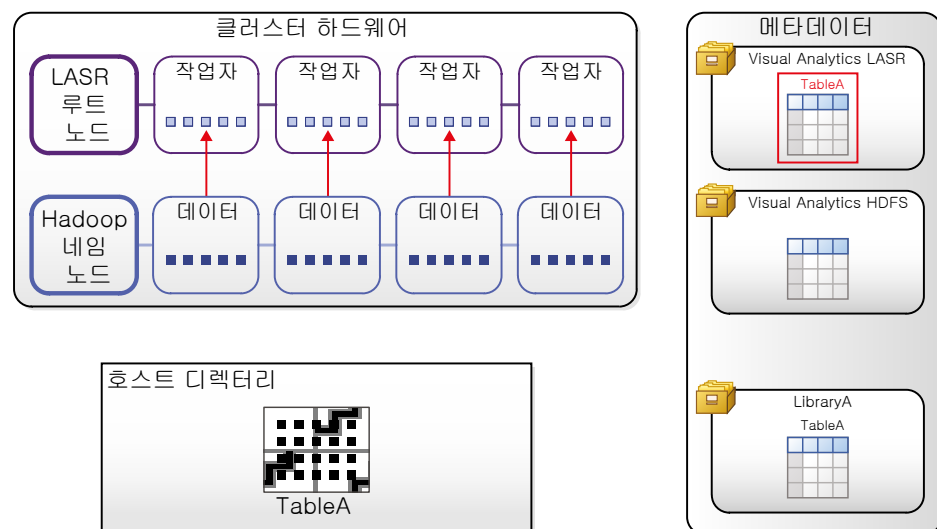 클러스터 하드웨어
LASR
루트
노드
작업자
작업자
작업자
작업자
Hadoop
네임
노드
데이터
데이터
데이터
데이터
호스트 디렉터리
TableA
메타데이터
Visual Analytics LASR
TableA
Visual Analytics HDFS
LibraryA
TableA